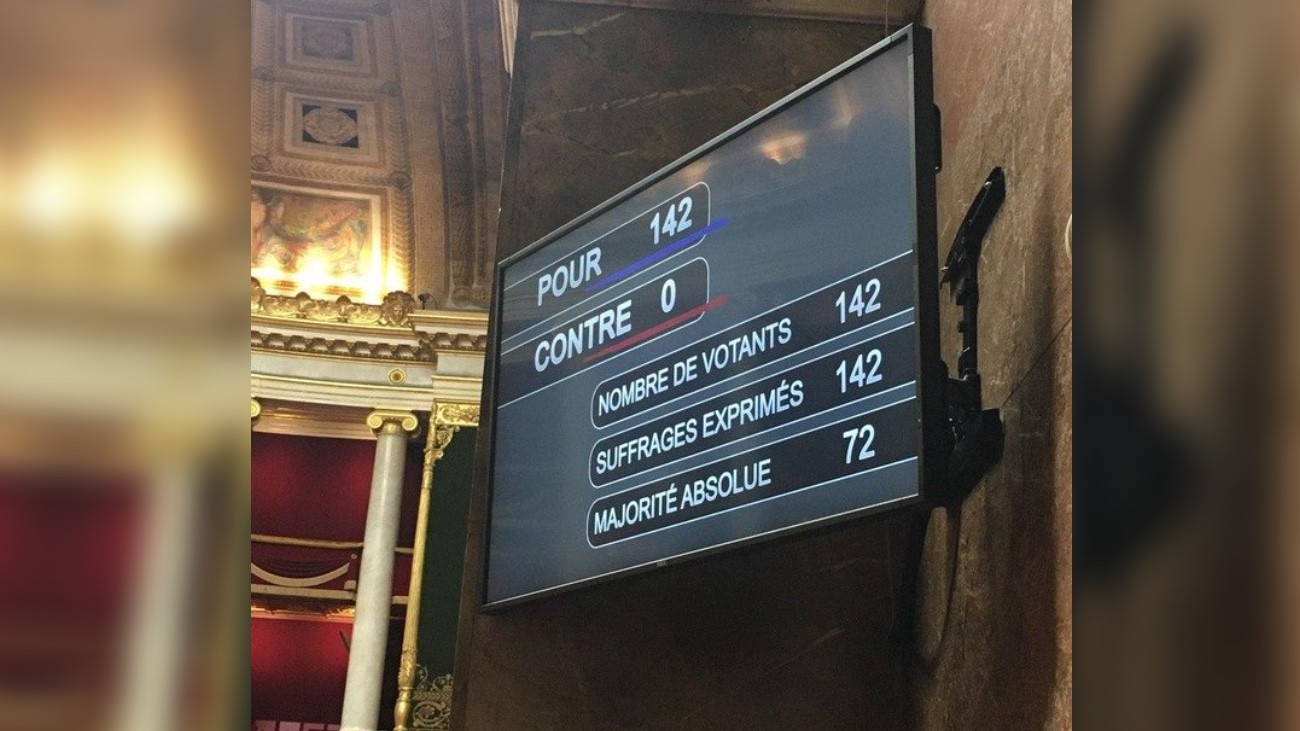 POUR 142
CONTRE 0
NOMBRE DE VOTANTS 142
SUFFRAGES EXPRIMÉS 142
MAJORITÉ ABSOLUE 72